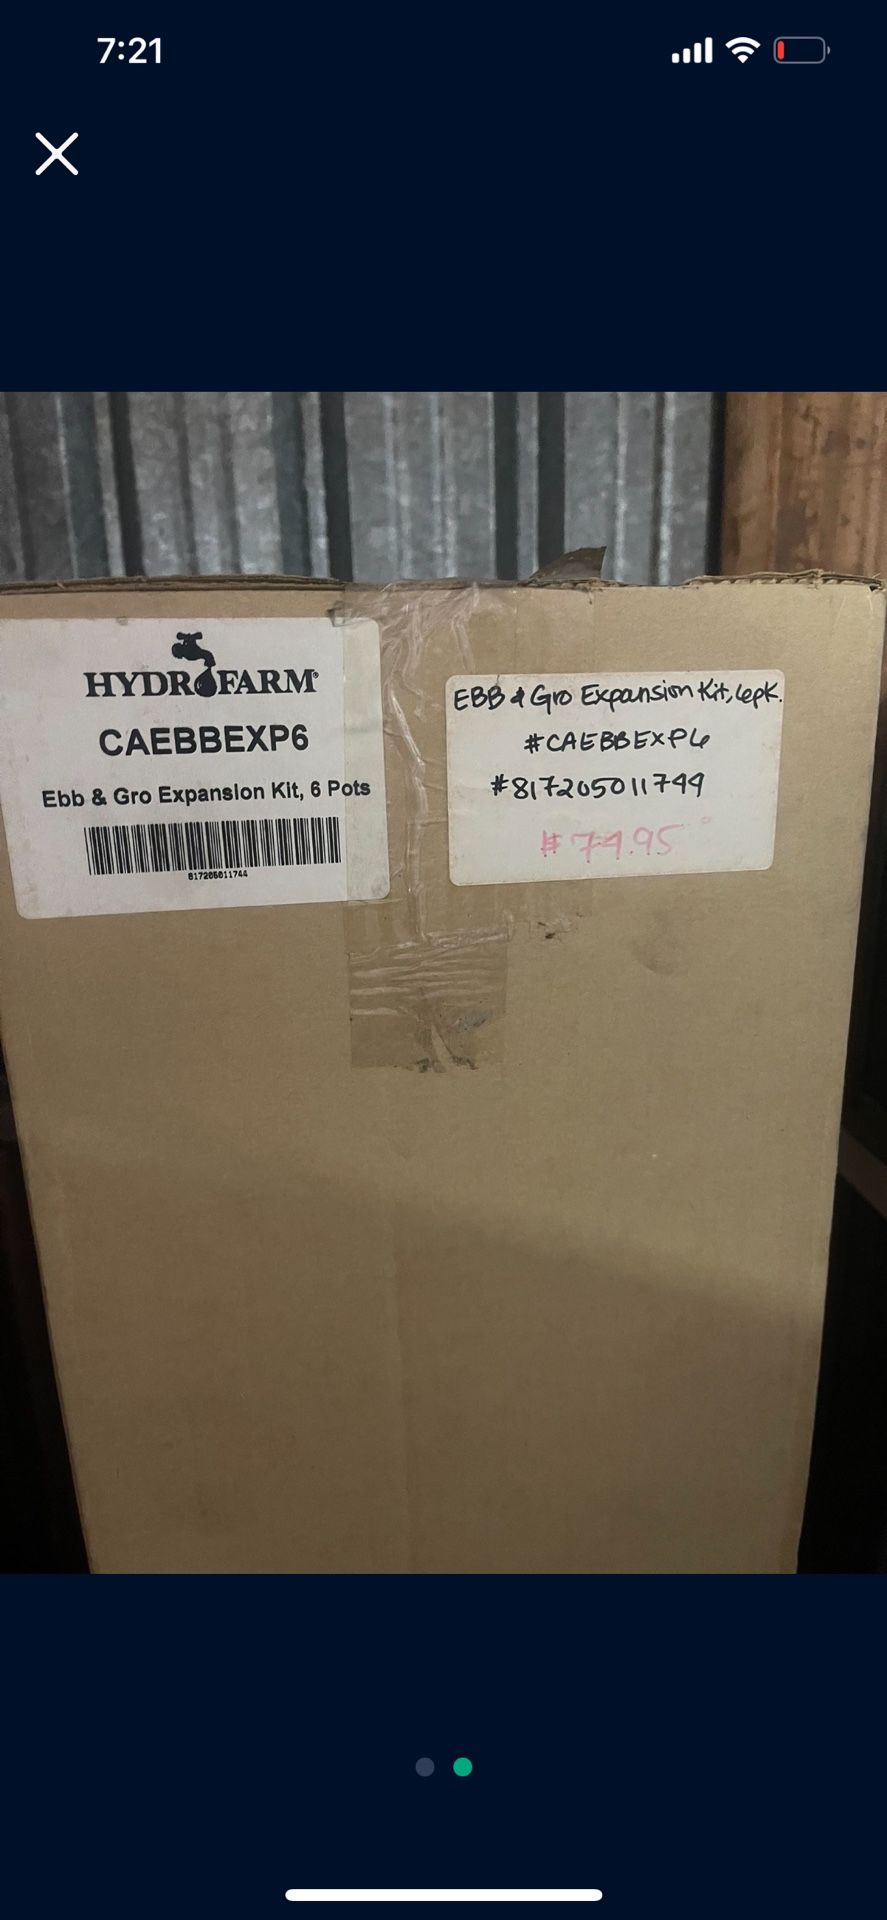 7:21
HYDROFARM
CAEBBEXP6
Ebb & Gro Expansion Kit, 6 Pots
817205011744
EBB & Gro Expansion Kit, 6pk.
#CAEBBEXP6
#817205011744
$79.95